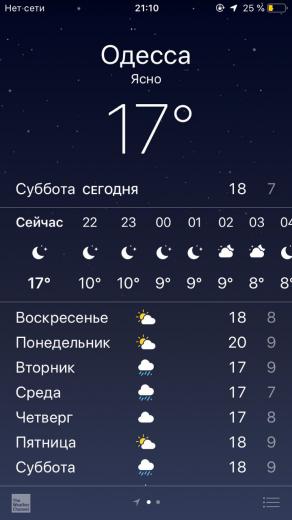 Нет сети 21:10 25 %
Одесса
Ясно
17°
Суббота СЕГОДНЯ 18 7
Сейчас 22 23 00 01 02 03 04
17° 10° 10° 9° 9° 9° 8° 8°
Воскресенье 18 8
Понедельник 20 9
Вторник 17 9
Среда 17 7
Четверг 17 8
Пятница 18 9
Суббота 18 9
The
Weather
Channel